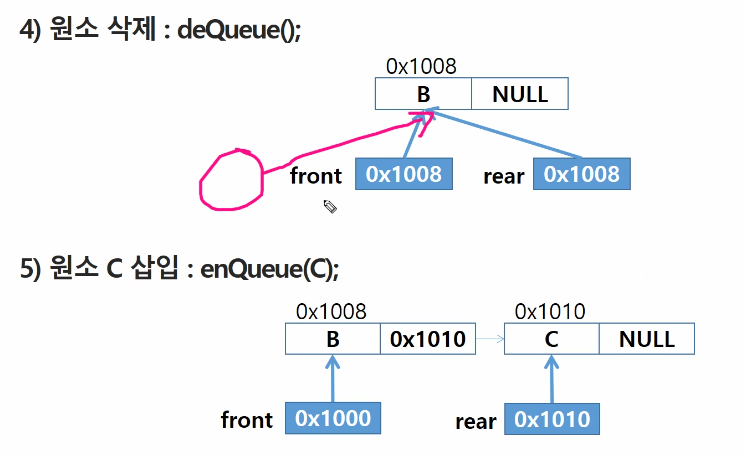 4) 원소 삭제 : deQueue();
0x1008
B NULL
front 0x1008 rear 0x1008
5) 원소 C 삽입 : enQueue(C);
0x1008 0x1010
B 0x1010 C NULL
front 0x1000 rear 0x1010